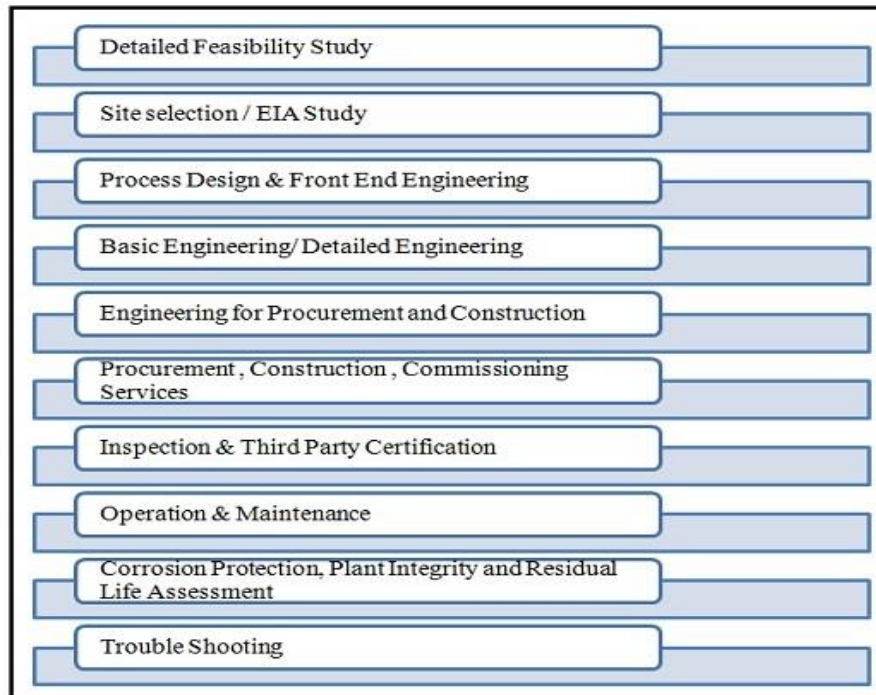 Detailed Feasibility Study
Site selection / EIA Study
Process Design & Front End Engineering
Basic Engineering/ Detailed Engineering
Engineering for Procurement and Construction
Procurement , Construction , Commissioning
Services
Inspection & Third Party Certification
Operation & Maintenance
Corrosion Protection, Plant Integrity and Residual
Life Assessment
Trouble Shooting